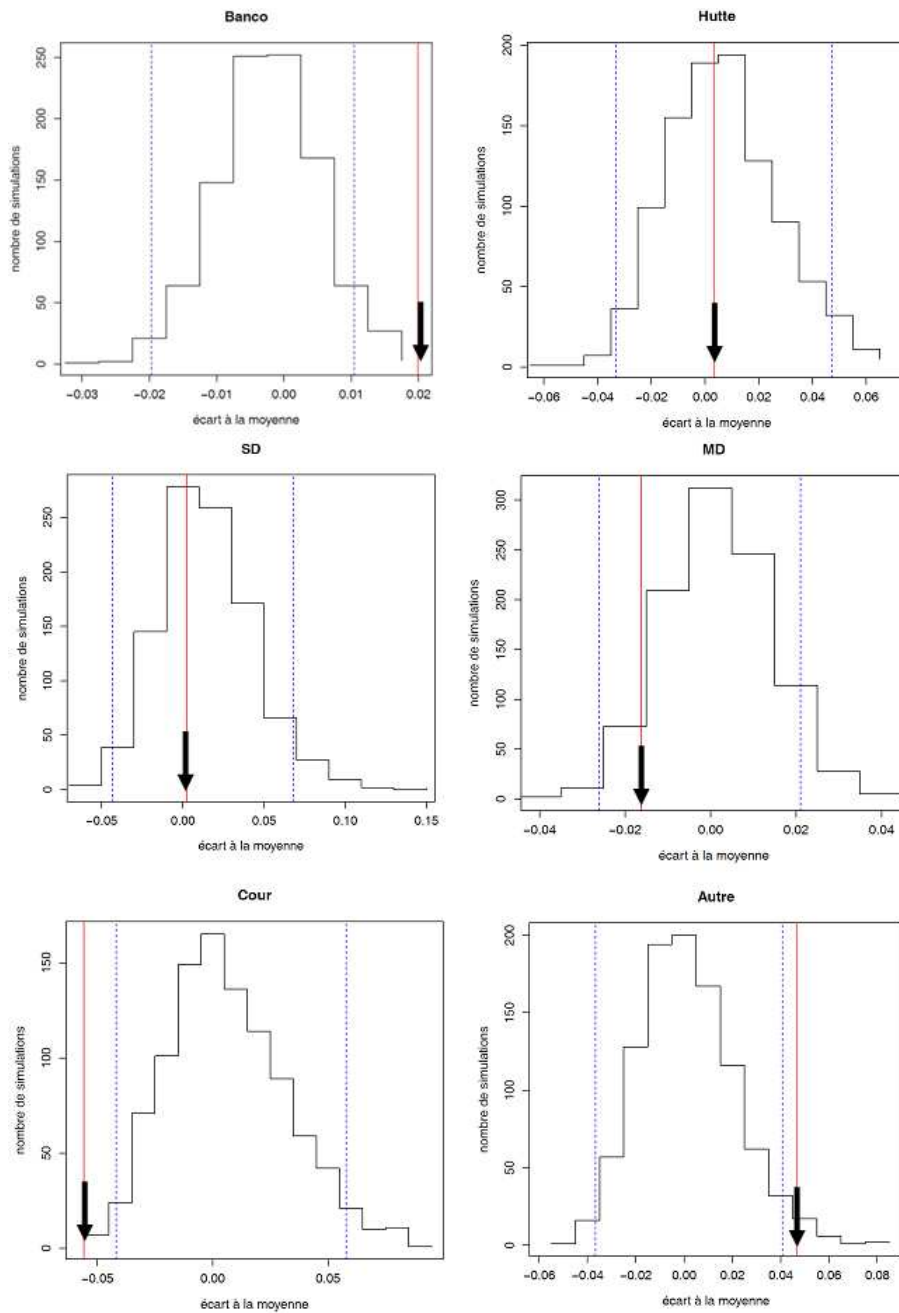 Banco
nombre de simulations
0 50 100 150 200 250
−0.03 −0.02 −0.01 0.00 0.01 0.02
écart à la moyenne
Hutte
nombre de simulations
0 50 100 150 200
−0.06 −0.04 −0.02 0.00 0.02 0.04 0.06
écart à la moyenne
SD
nombre de simulations
0 50 100 150 200 250
−0.05 0.00 0.05 0.10 0.15
écart à la moyenne
MD
nombre de simulations
0 50 100 150 200 250 300
−0.04 −0.02 0.00 0.02 0.04
écart à la moyenne
Cour
nombre de simulations
0 50 100 150
−0.05 0.00 0.05
écart à la moyenne
Autre
nombre de simulations
0 50 100 150 200
−0.06 −0.04 −0.02 0.00 0.02 0.04 0.06 0.08
écart à la moyenne